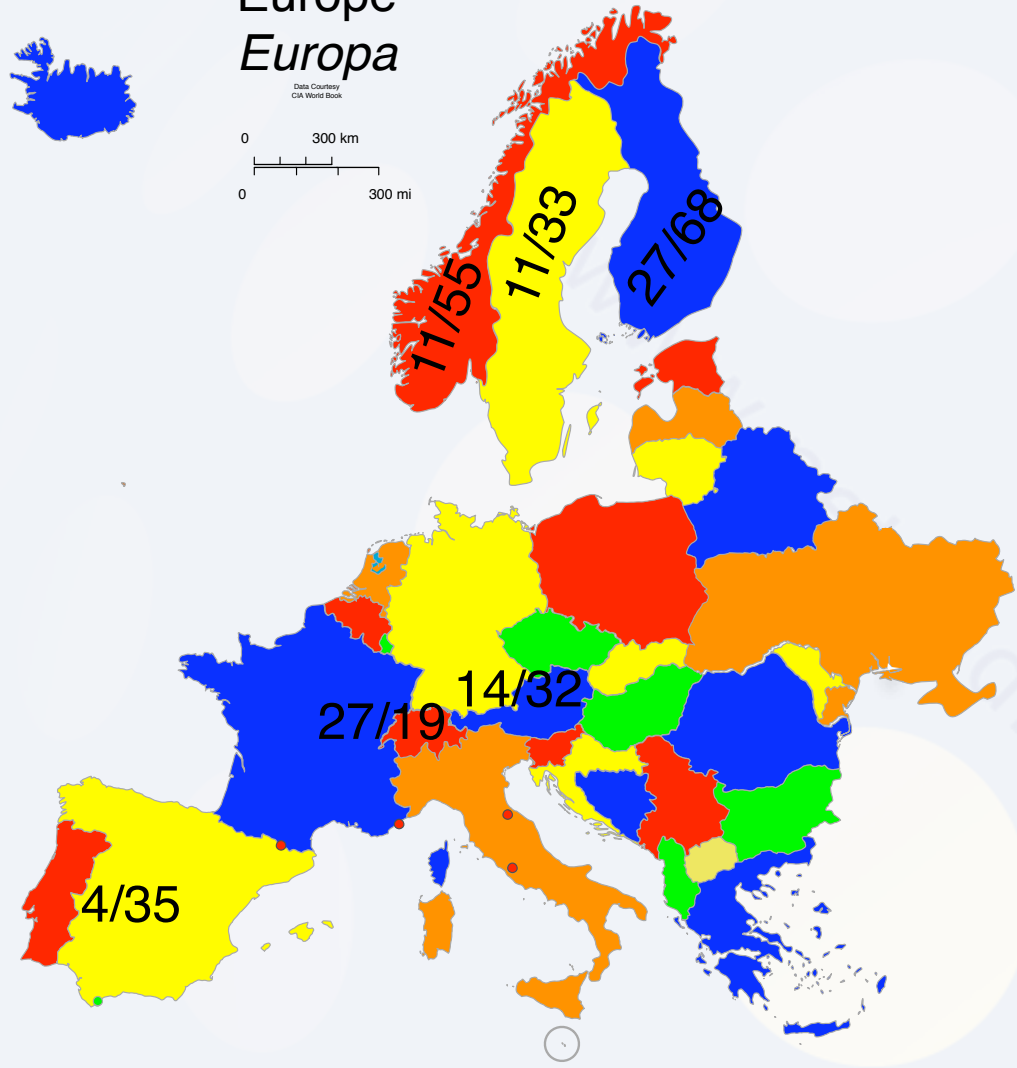 Europe
Europa
Data Courtesy
CIA World Book
0 300 km
0 300 mi
11/33
27/68
11/55
14/32
27/19
4/35